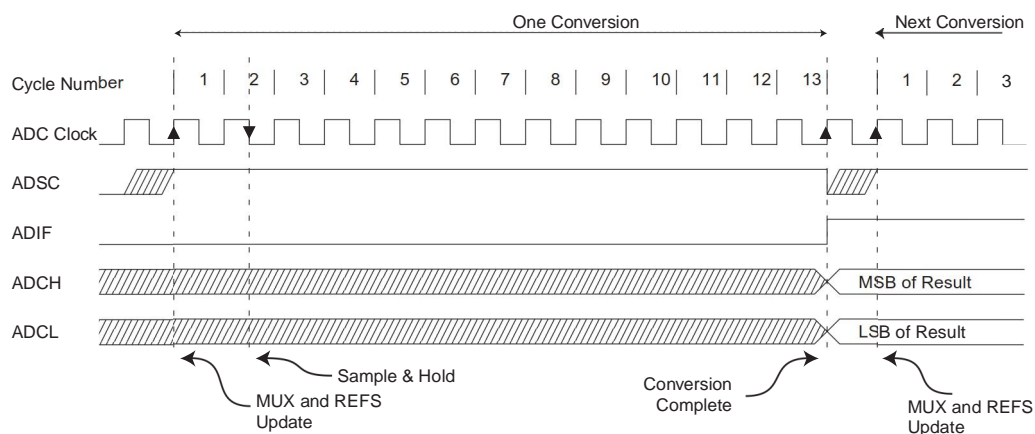 One Conversion Next Conversion
Cycle Number 1 2 3 4 5 6 7 8 9 10 11 12 13 1 2 3
ADC Clock
ADSC
ADIF
ADCH MSB of Result
ADCL LSB of Result
Sample & Hold
MUX and REFS
Update
Conversion
Complete
MUX and REFS
Update